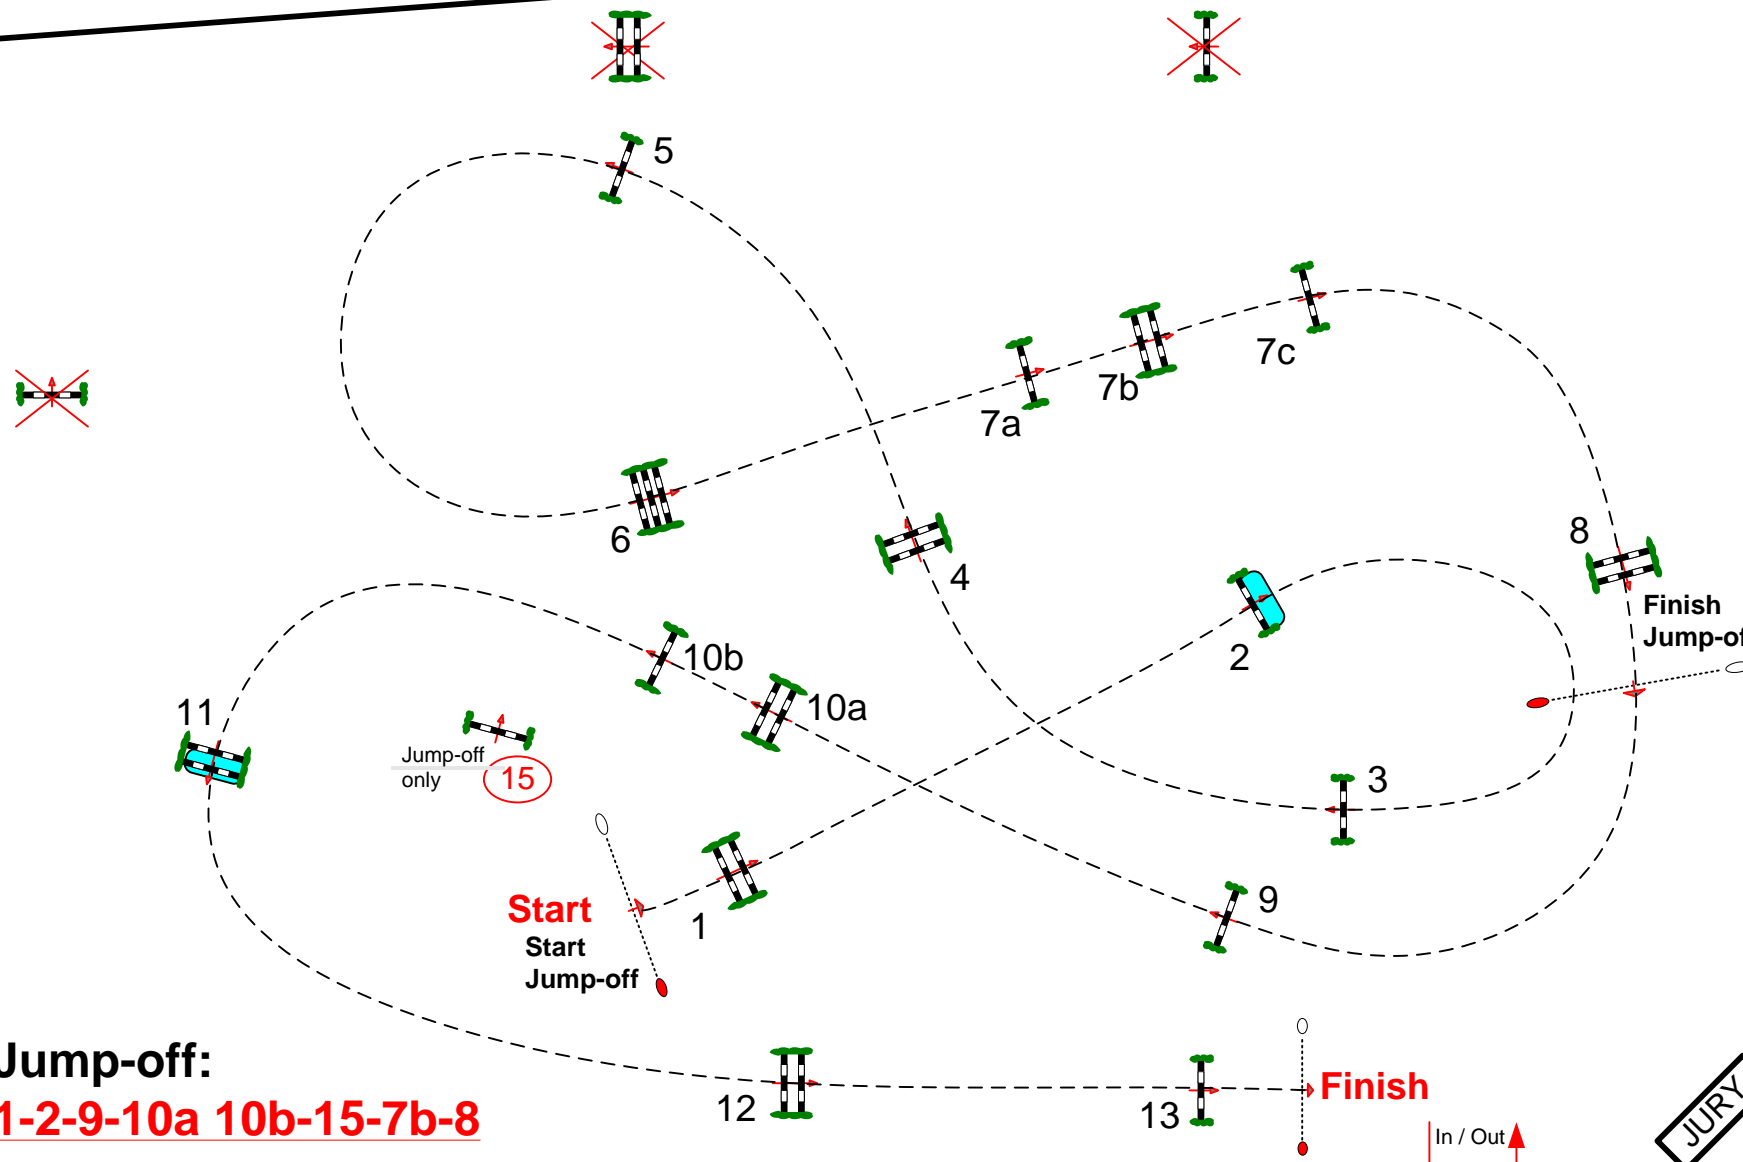 5
7c
7b
7a
6
8
4
Finish
Jump-of
2
10b
10a
11
Jump-off
only
15
3
9
Start
1
Start
Jump-off
Jump-off:
Finish
12
13
1-2-9-10a 10b-15-7b-8
In / Out
JURY